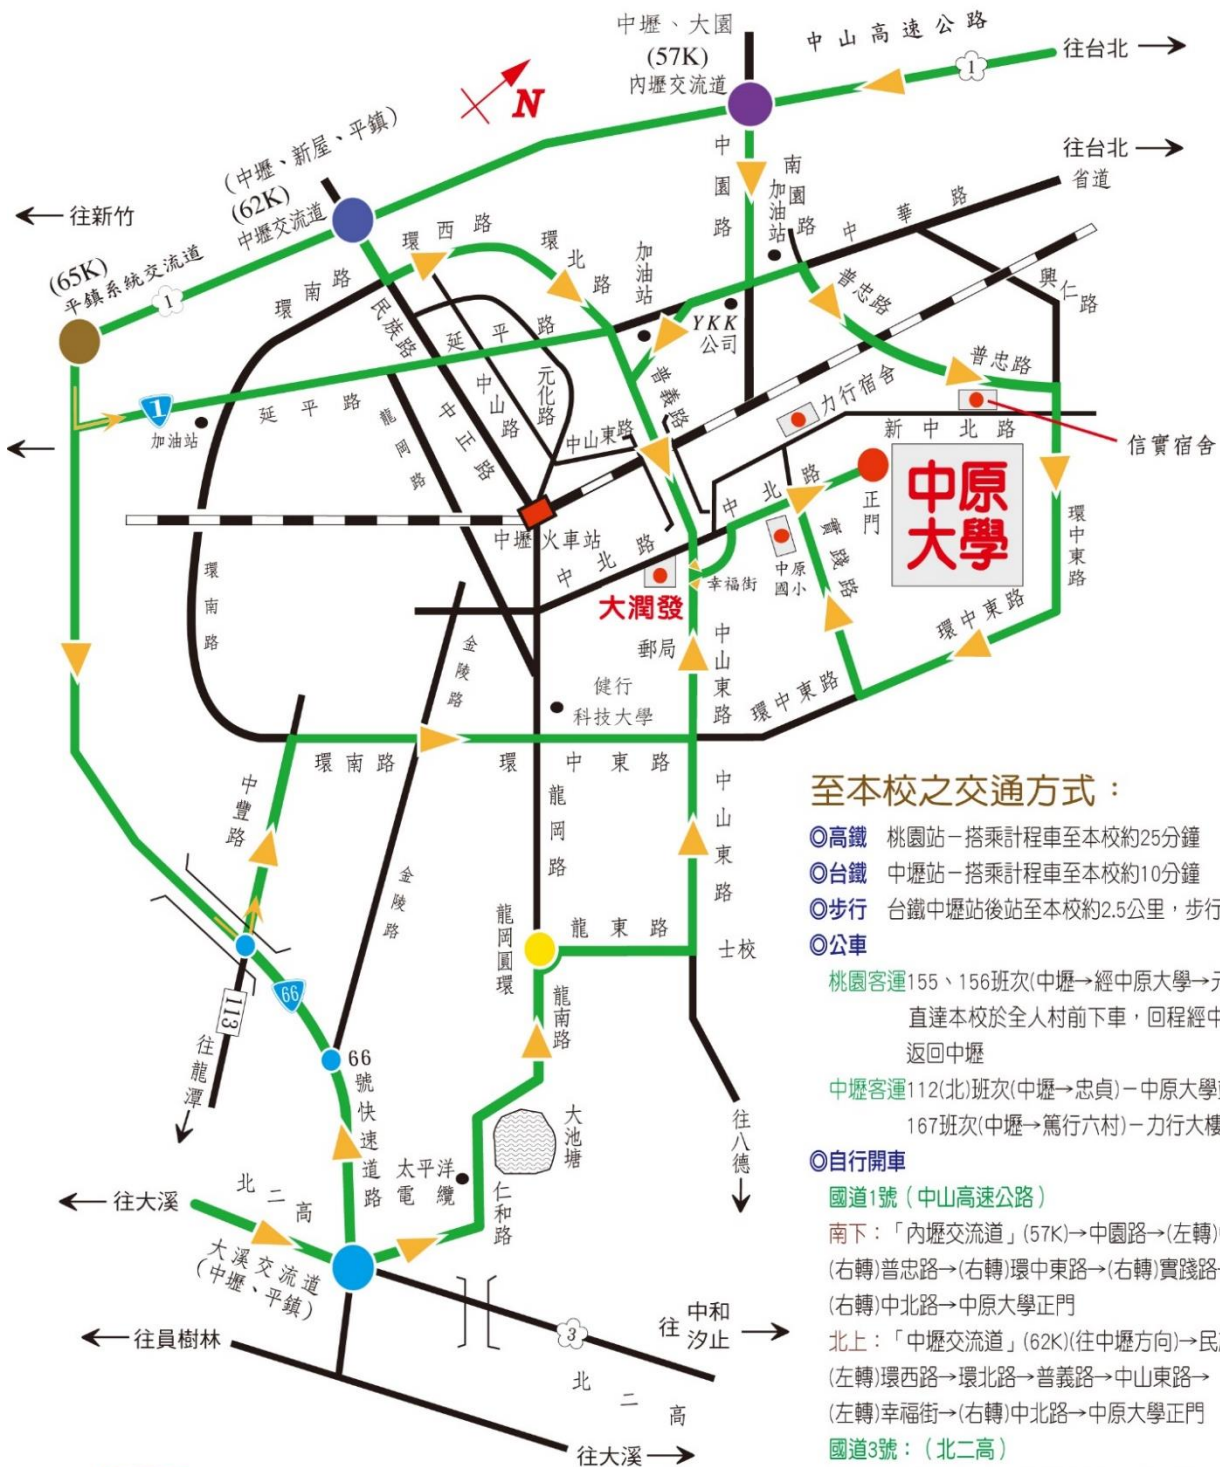 中壢、大園
(57K)
內壢交流道
中山高速公路
1
往台北
N
(中壢、新屋、平鎮)
(62K)
中壢交流道
往新竹
(65K)
平鎮系統交流道
1
中園路
南園路
加油站
中華路
往台北
省道
環西路
環北路
加油站
環南路
民族路
延平路
YKK
公司
普忠路
興仁路
普忠路
1
延平路
加油站
龍岡路
中正路
中山路
元化路
中山東路
普義路
力行宿舍
新中北路
信實宿舍
中壢火車站
中北路
中北路
正門
中原
大學
環中東路
中原
國小
實踐路
幸福街
大潤發
郵局
環南路
金陵路
健行
科技大學
中山東路
環中東路
環中東路
環南路
環中東路
中豐路
龍岡路
中山東路
金陵路
龍岡圓環
龍東路
士校
66
113
往龍潭
66號快速道路
龍南路
大池塘
太平洋
電纜
仁和路
往八德
往大溪
北二高
大溪交流道
(中壢、平鎮)
往員樹林
3
往
中和
汐止
北二高
往大溪
至本校之交通方式：
◎高鐵 桃園站－搭乘計程車至本校約25分鐘
◎台鐵 中壢站－搭乘計程車至本校約10分鐘
◎步行 台鐵中壢站後站至本校約2.5公里，步行
◎公車
桃園客運155、156班次(中壢→經中原大學→元
直達本校於全人村前下車，回程經中
返回中壢
中壢客運112(北)班次(中壢→忠貞)－中原大學
167班次(中壢→篤行六村)－力行大樓
◎自行開車
國道1號（中山高速公路）
南下：「內壢交流道」(57K)→中園路→(左轉)
(右轉)普忠路→(右轉)環中東路→(右轉)實踐路
(右轉)中北路→中原大學正門
北上：「中壢交流道」(62K)(往中壢方向)→民
(左轉)環西路→環北路→普義路→中山東路→
(左轉)幸福街→(右轉)中北路→中原大學正門
國道3號：（北二高）